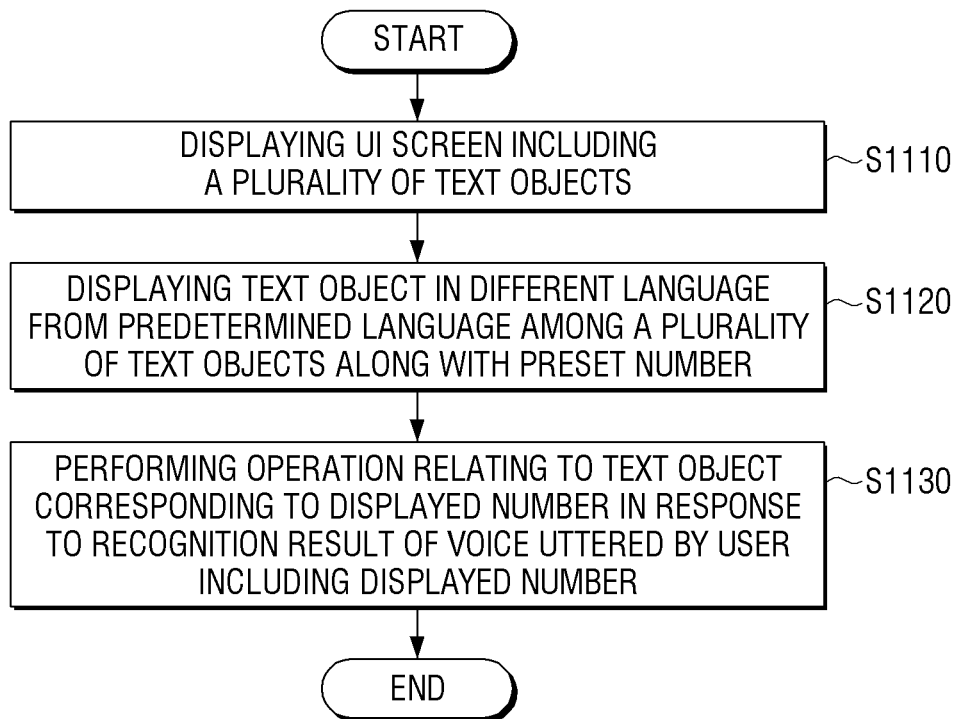 START
DISPLAYING UI SCREEN INCLUDING
A PLURALITY OF TEXT OBJECTS
S1110
DISPLAYING TEXT OBJECT IN DIFFERENT LANGUAGE
FROM PREDETERMINED LANGUAGE AMONG A PLURALITY
OF TEXT OBJECTS ALONG WITH PRESET NUMBER
S1120
PERFORMING OPERATION RELATING TO TEXT OBJECT
CORRESPONDING TO DISPLAYED NUMBER IN RESPONSE
TO RECOGNITION RESULT OF VOICE UTTERED BY USER
INCLUDING DISPLAYED NUMBER
S1130
END